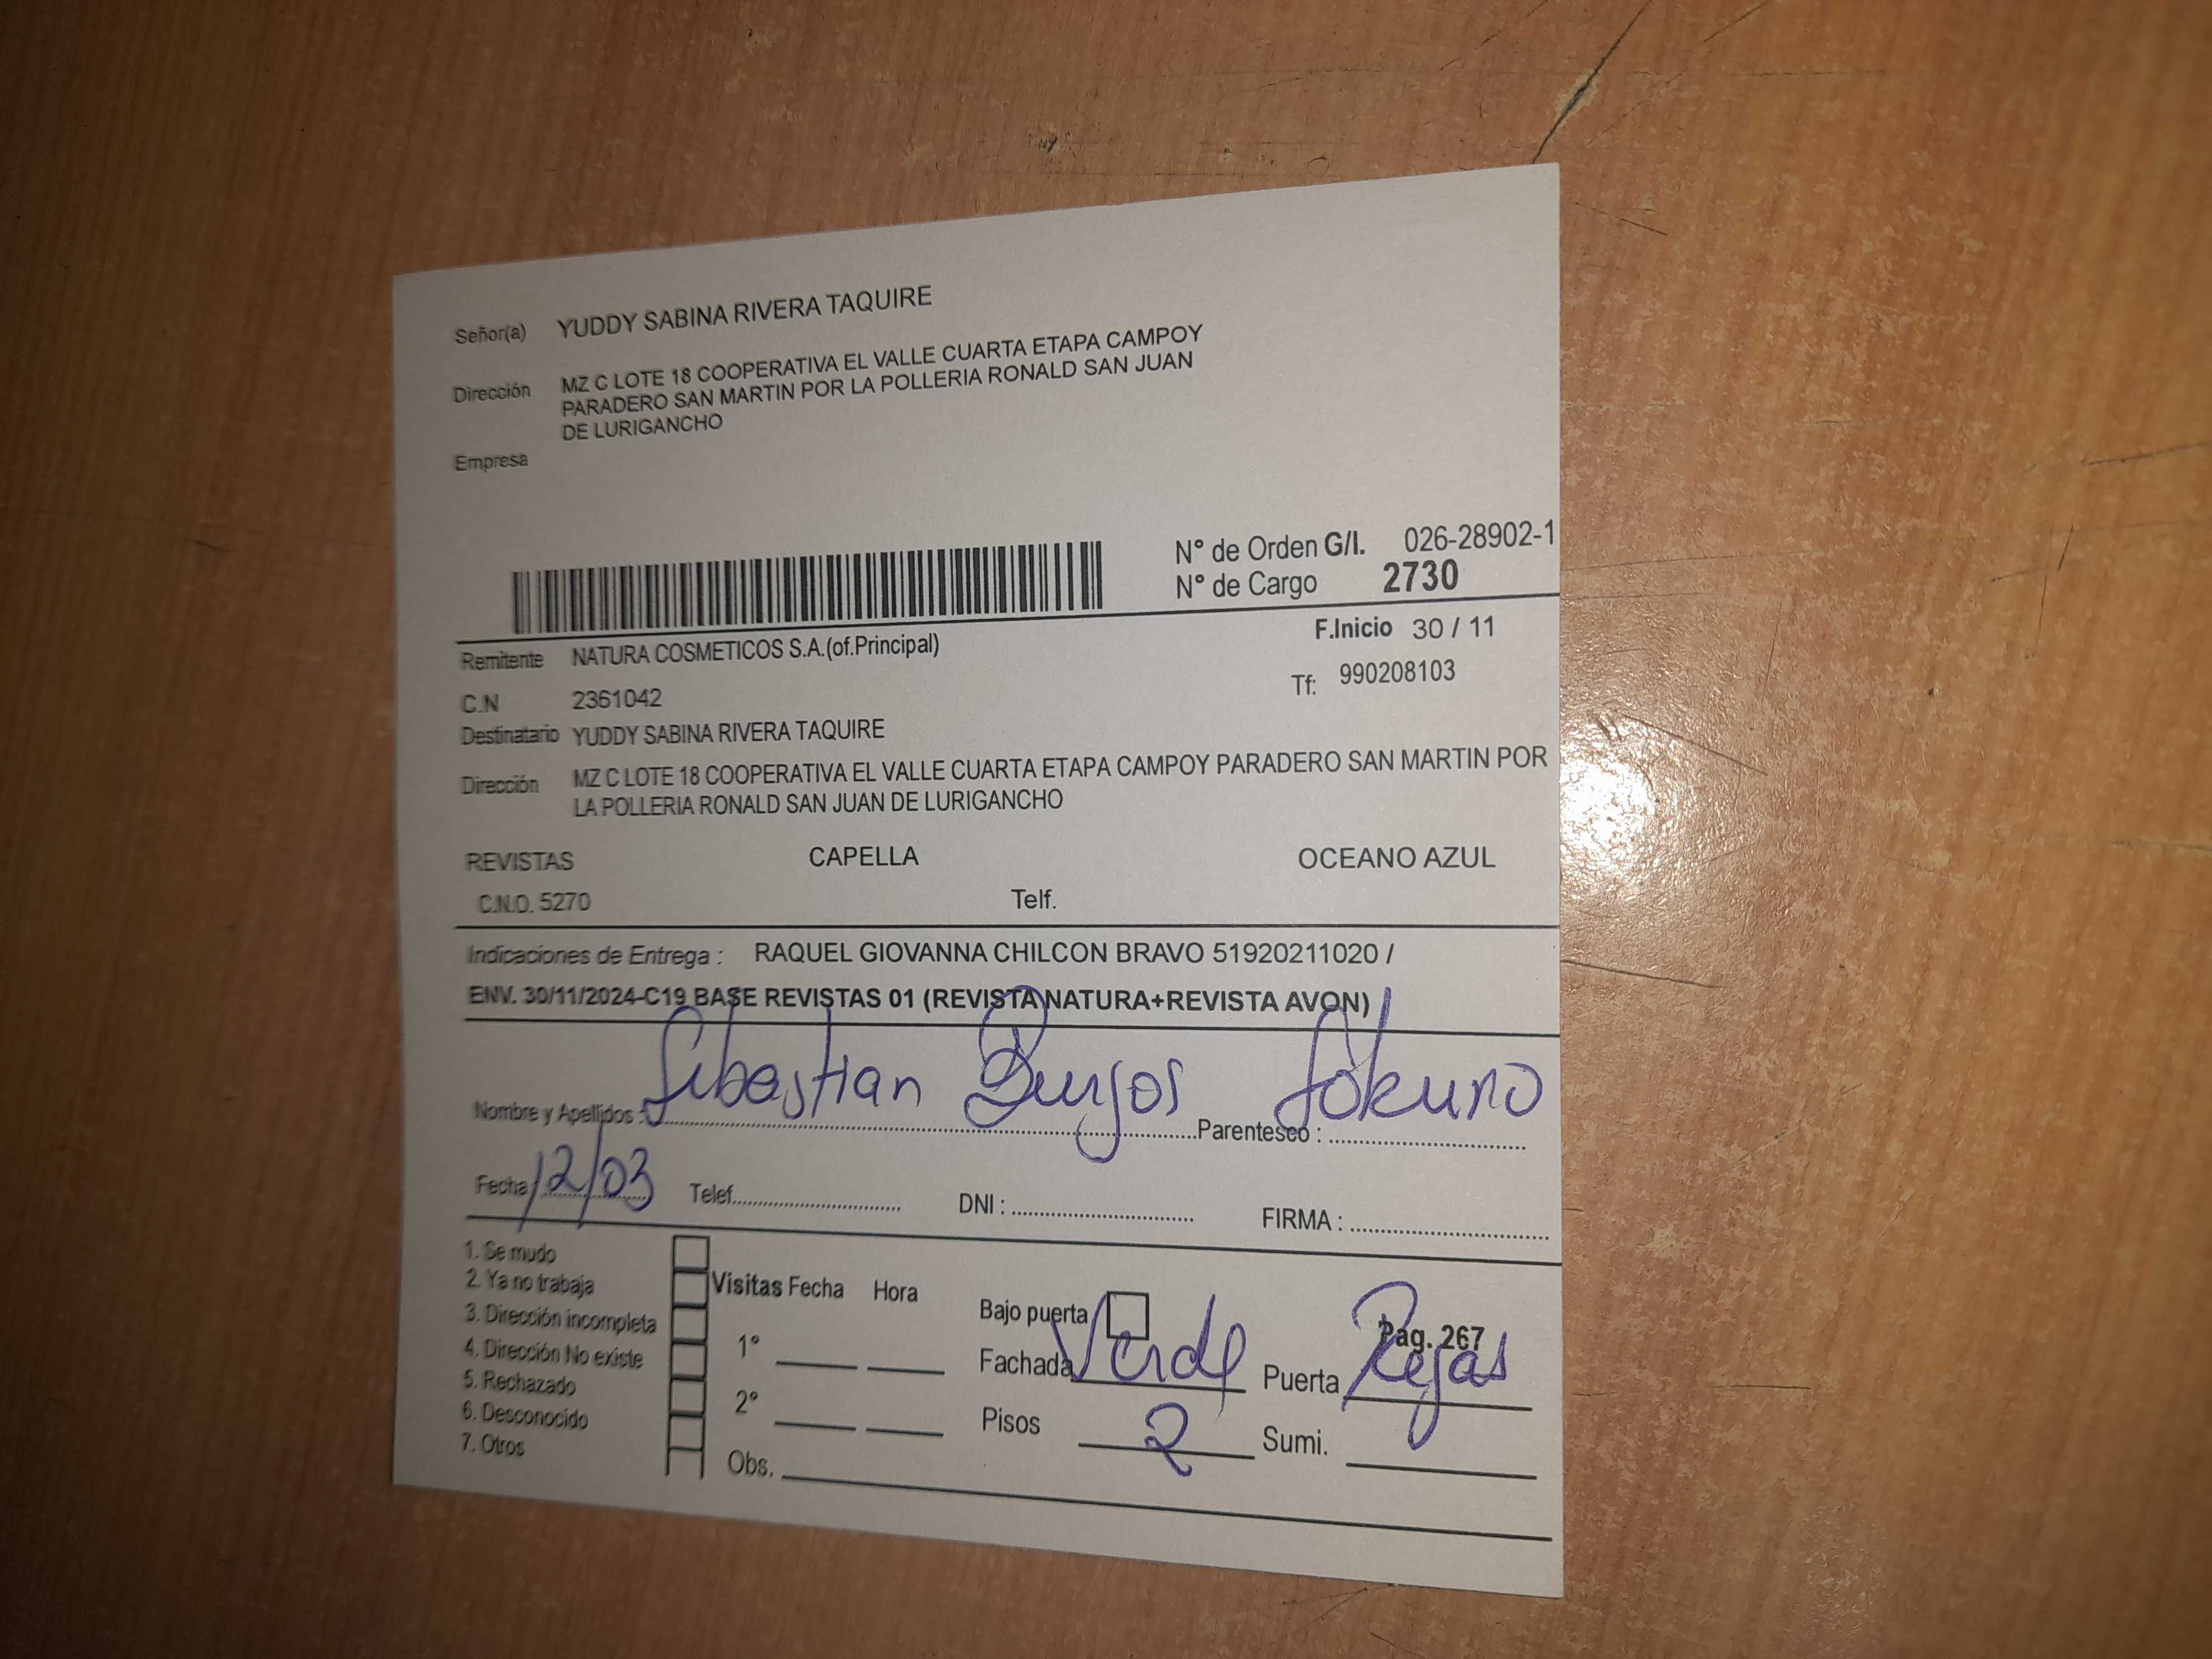 Señor(a) YUDDY SABINA RIVERA TAQUIRE
Dirección MZ C LOTE 18 COOPERATIVA EL VALLE CUARTA ETAPA CAMPOY
PARADERO SAN MARTIN POR LA POLLERIA RONALD SAN JUAN
DE LURIGANCHO
Empresa
N° de Orden G/I. 026-28902-1
N° de Cargo 2730
F.Inicio 30 / 11
Remitente NATURA COSMETICOS S.A.(of.Principal)
Tf: 990208103
C.N 2361042
Destinatario YUDDY SABINA RIVERA TAQUIRE
Dirección MZ C LOTE 18 COOPERATIVA EL VALLE CUARTA ETAPA CAMPOY PARADERO SAN MARTIN POR
LA POLLERIA RONALD SAN JUAN DE LURIGANCHO
REVISTAS CAPELLA OCEANO AZUL
C.N.O. 5270 Telf.
Indicaciones de Entrega : RAQUEL GIOVANNA CHILCON BRAVO 51920211020 /
ENV. 30/11/2024-C19 BASE REVISTAS 01 (REVISTA NATURA+REVISTA AVON)
Nombre y Apellidos : Sebastian Burgos Parentesco :
Fecha 12/03 Telef. DNI : FIRMA :
1. Se mudo
2. Ya no trabaja
3. Dirección incompleta
4. Dirección No existe
5. Rechazado
6. Desconocido
7. Otros
Visitas Fecha Hora
1°
2°
Obs.
Bajo puerta
Pag. 267
Fachada Verde Puerta Rejas
Pisos 2 Sumi.